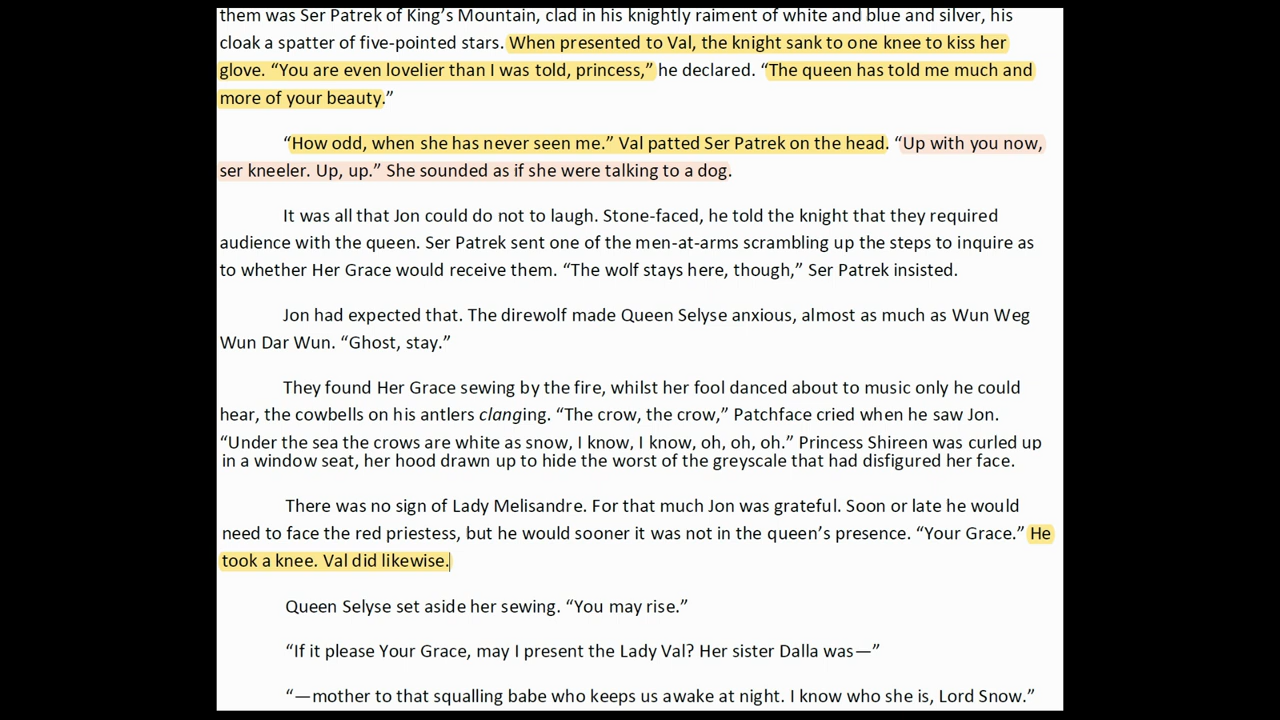 them was Ser Patrek of King’s Mountain, clad in his knightly raiment of white and blue and silver, his
cloak a spatter of five-pointed stars. When presented to Val, the knight sank to one knee to kiss her
glove. “You are even lovelier than I was told, princess,” he declared. “The queen has told me much and
more of your beauty.”
“How odd, when she has never seen me.” Val patted Ser Patrek on the head. “Up with you now,
ser kneeler. Up, up.” She sounded as if she were talking to a dog.
It was all that Jon could do not to laugh. Stone-faced, he told the knight that they required
audience with the queen. Ser Patrek sent one of the men-at-arms scrambling up the steps to inquire as
to whether Her Grace would receive them. “The wolf stays here, though,” Ser Patrek insisted.
Jon had expected that. The direwolf made Queen Selyse anxious, almost as much as Wun Weg
Wun Dar Wun. “Ghost, stay.”
They found Her Grace sewing by the fire, whilst her fool danced about to music only he could
hear, the cowbells on his antlers clanging. “The crow, the crow,” Patchface cried when he saw Jon.
“Under the sea the crows are white as snow, I know, I know, oh, oh, oh.” Princess Shireen was curled up
in a window seat, her hood drawn up to hide the worst of the greyscale that had disfigured her face.
There was no sign of Lady Melisandre. For that much Jon was grateful. Soon or late he would
need to face the red priestess, but he would sooner it was not in the queen’s presence. “Your Grace.” He
took a knee. Val did likewise.
Queen Selyse set aside her sewing. “You may rise.”
“If it please Your Grace, may I present the Lady Val? Her sister Dalla was—”
“—mother to that squalling babe who keeps us awake at night. I know who she is, Lord Snow.”